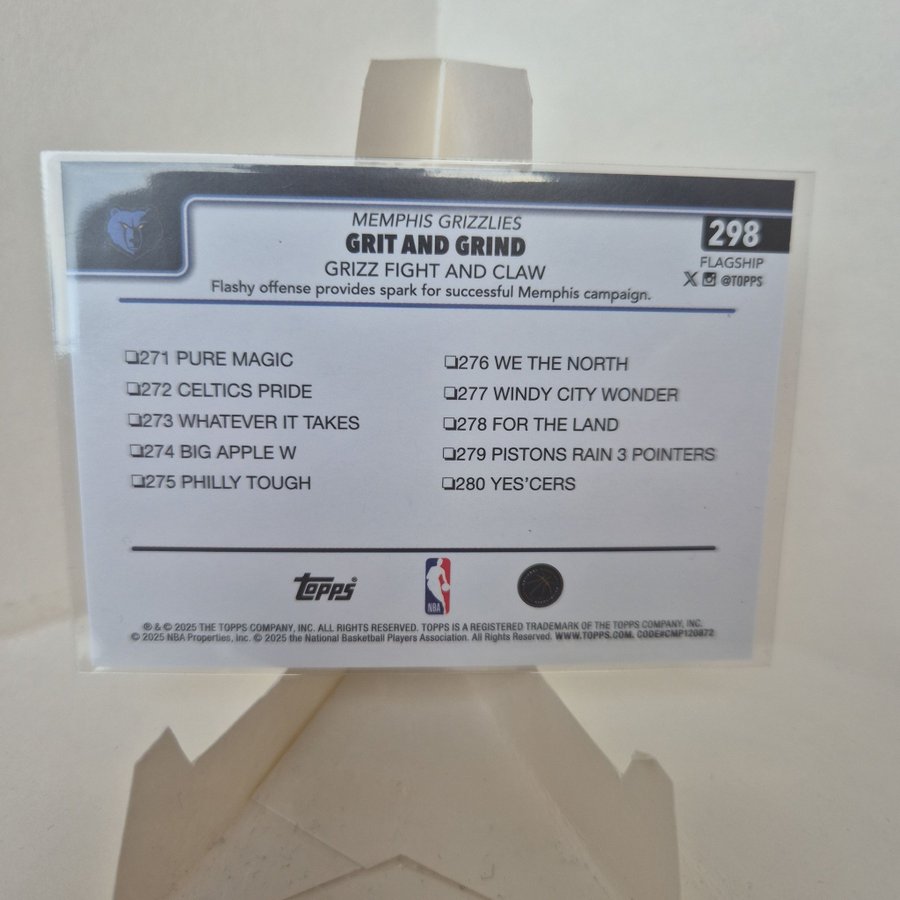 MEMPHIS GRIZZLIES
GRIT AND GRIND
GRIZZ FIGHT AND CLAW
Flashy offense provides spark for successful Memphis campaign.
298
FLAGSHIP
X @TOPPS
❏271 PURE MAGIC
❏272 CELTICS PRIDE
❏273 WHATEVER IT TAKES
❏274 BIG APPLE W
❏275 PHILLY TOUGH
❏276 WE THE NORTH
❏277 WINDY CITY WONDER
❏278 FOR THE LAND
❏279 PISTONS RAIN 3 POINTERS
❏280 YES'CERS
topps®
NBA
® & © 2025 THE TOPPS COMPANY, INC. ALL RIGHTS RESERVED. TOPPS IS A REGISTERED TRADEMARK OF THE TOPPS COMPANY, INC.
© 2025 NBA Properties, Inc. © 2025 the National Basketball Players Association. All Rights Reserved. WWW.TOPPS.COM. CODE#CMP120872